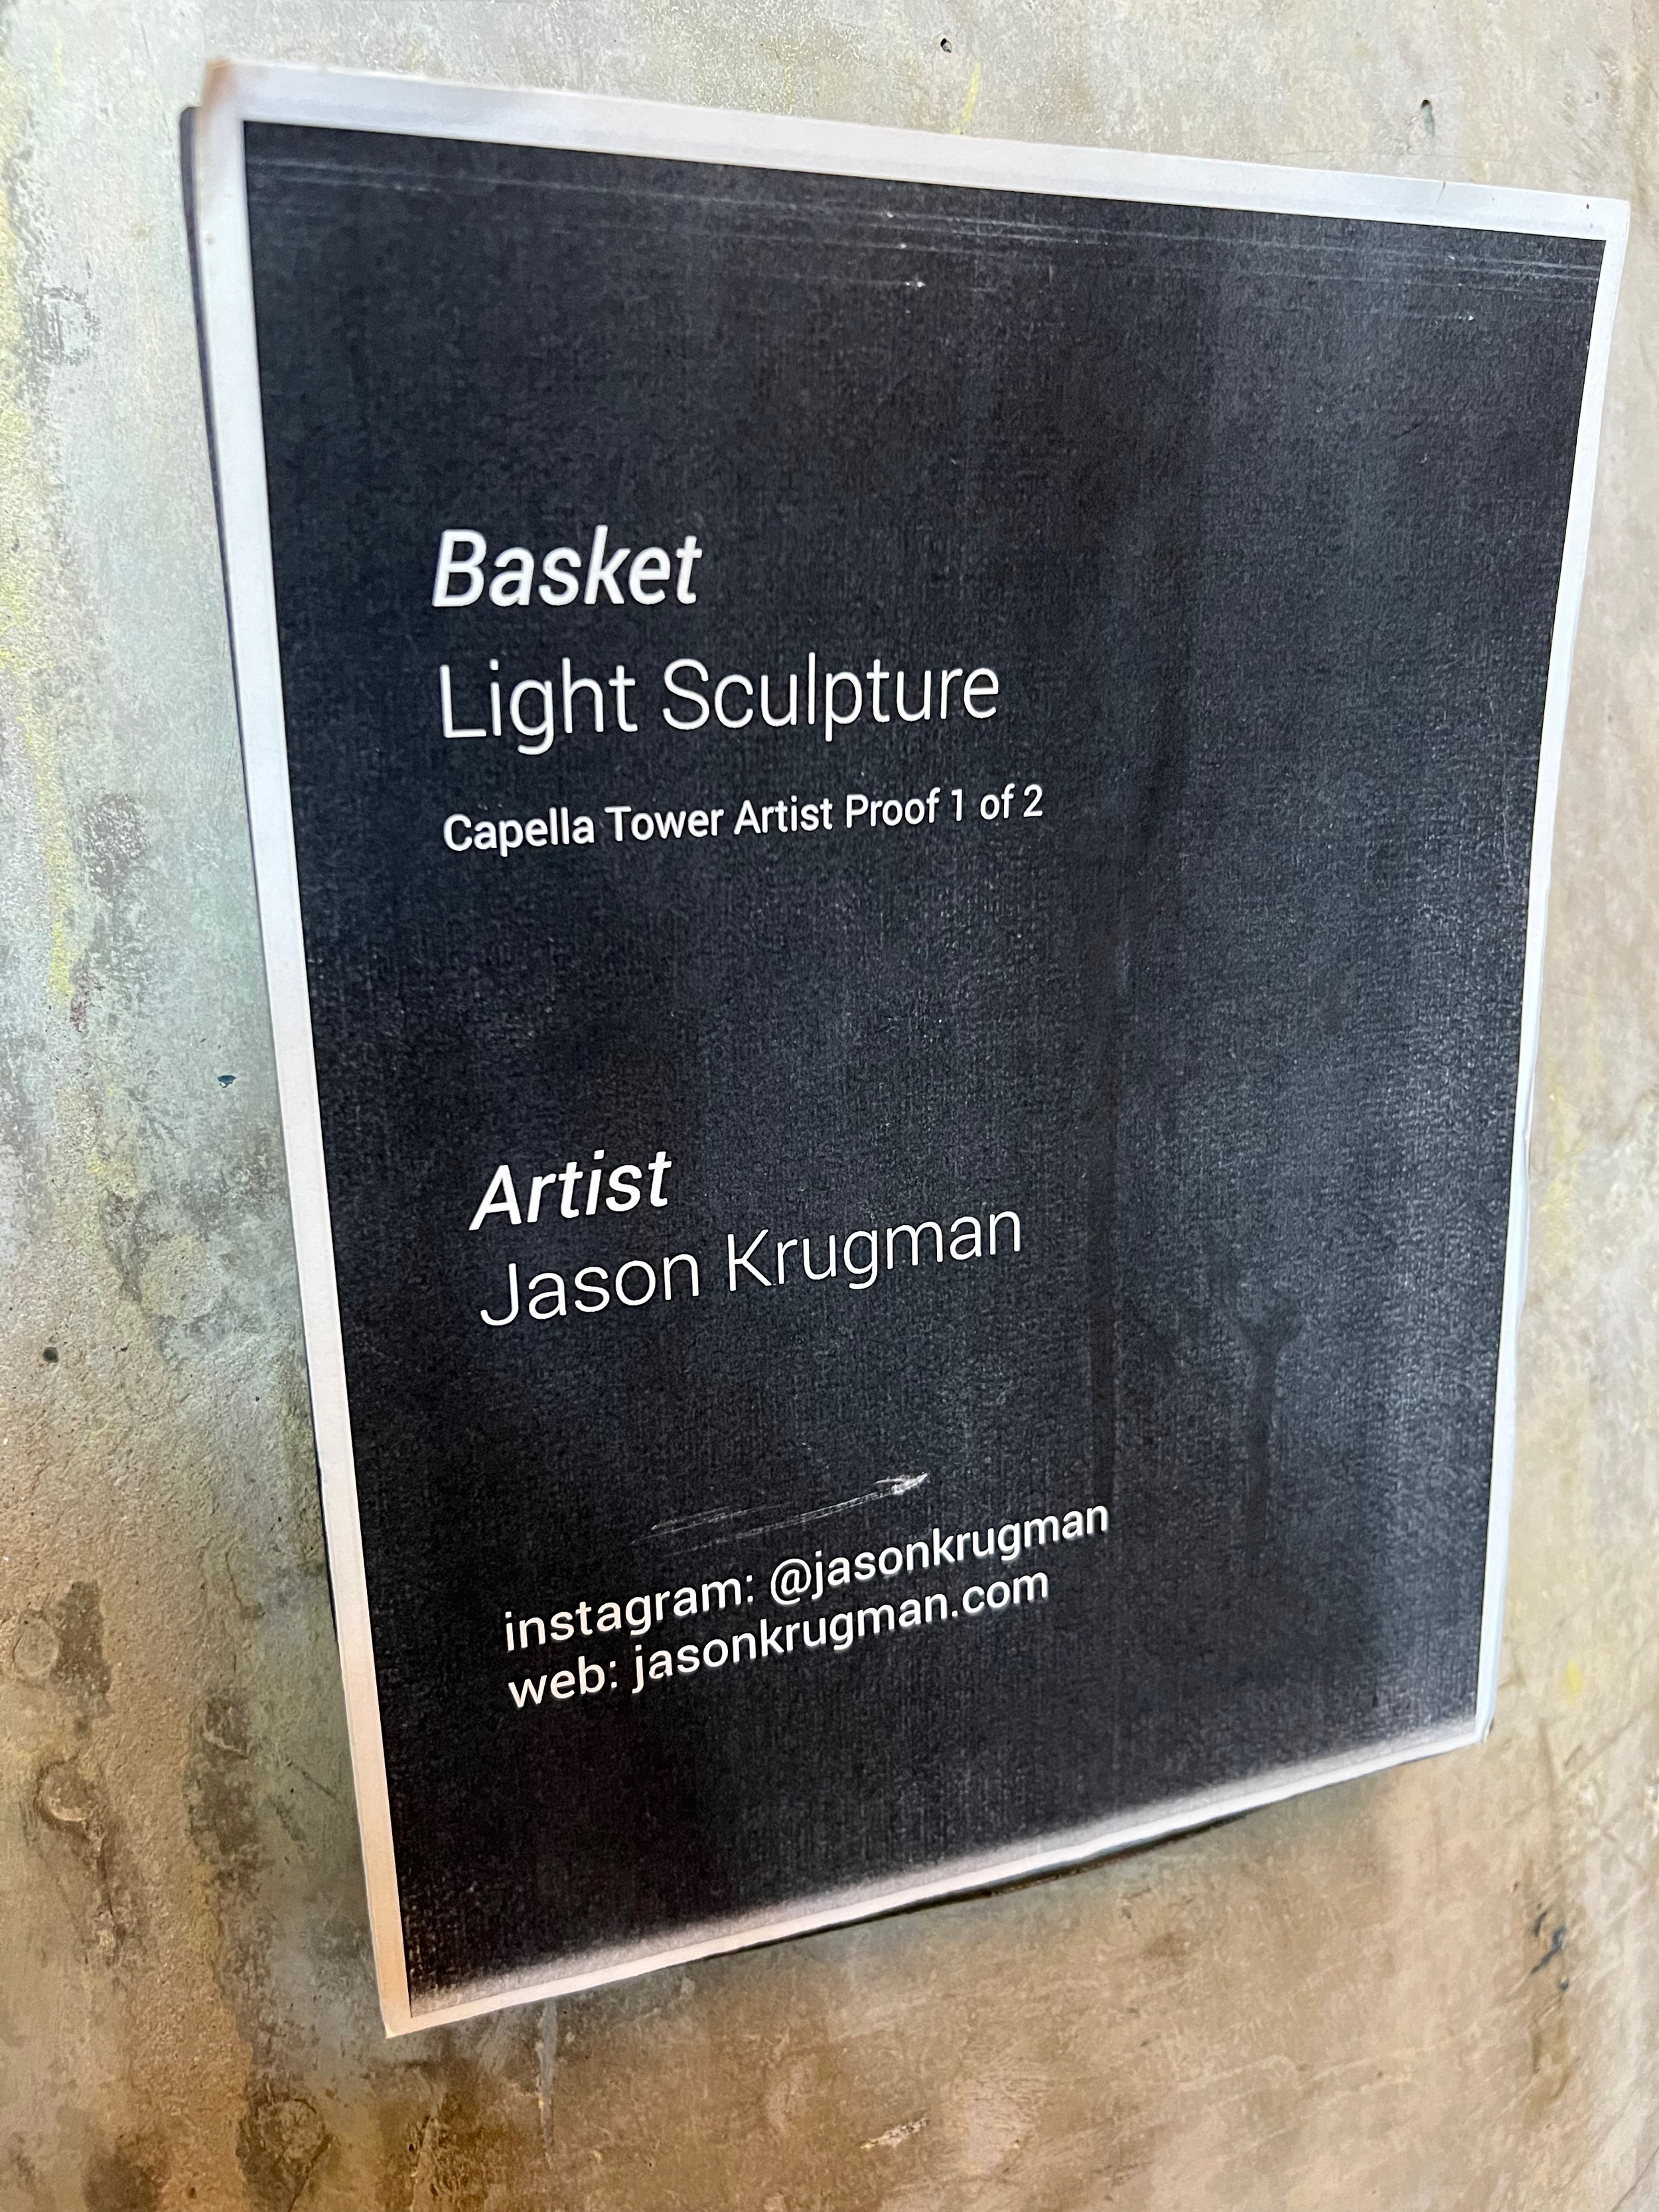 Basket
Light Sculpture
Capella Tower Artist Proof 1 of 2
Artist
Jason Krugman
instagram: @jasonkrugman
web: jasonkrugman.com